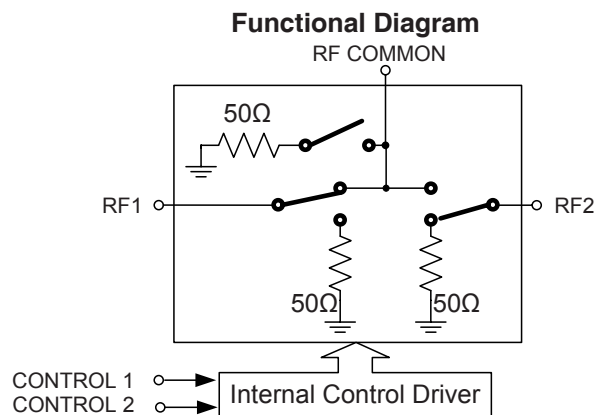 Functional Diagram
RF COMMON
50Ω
RF1
RF2
50Ω
50Ω
CONTROL 1
CONTROL 2
Internal Control Driver